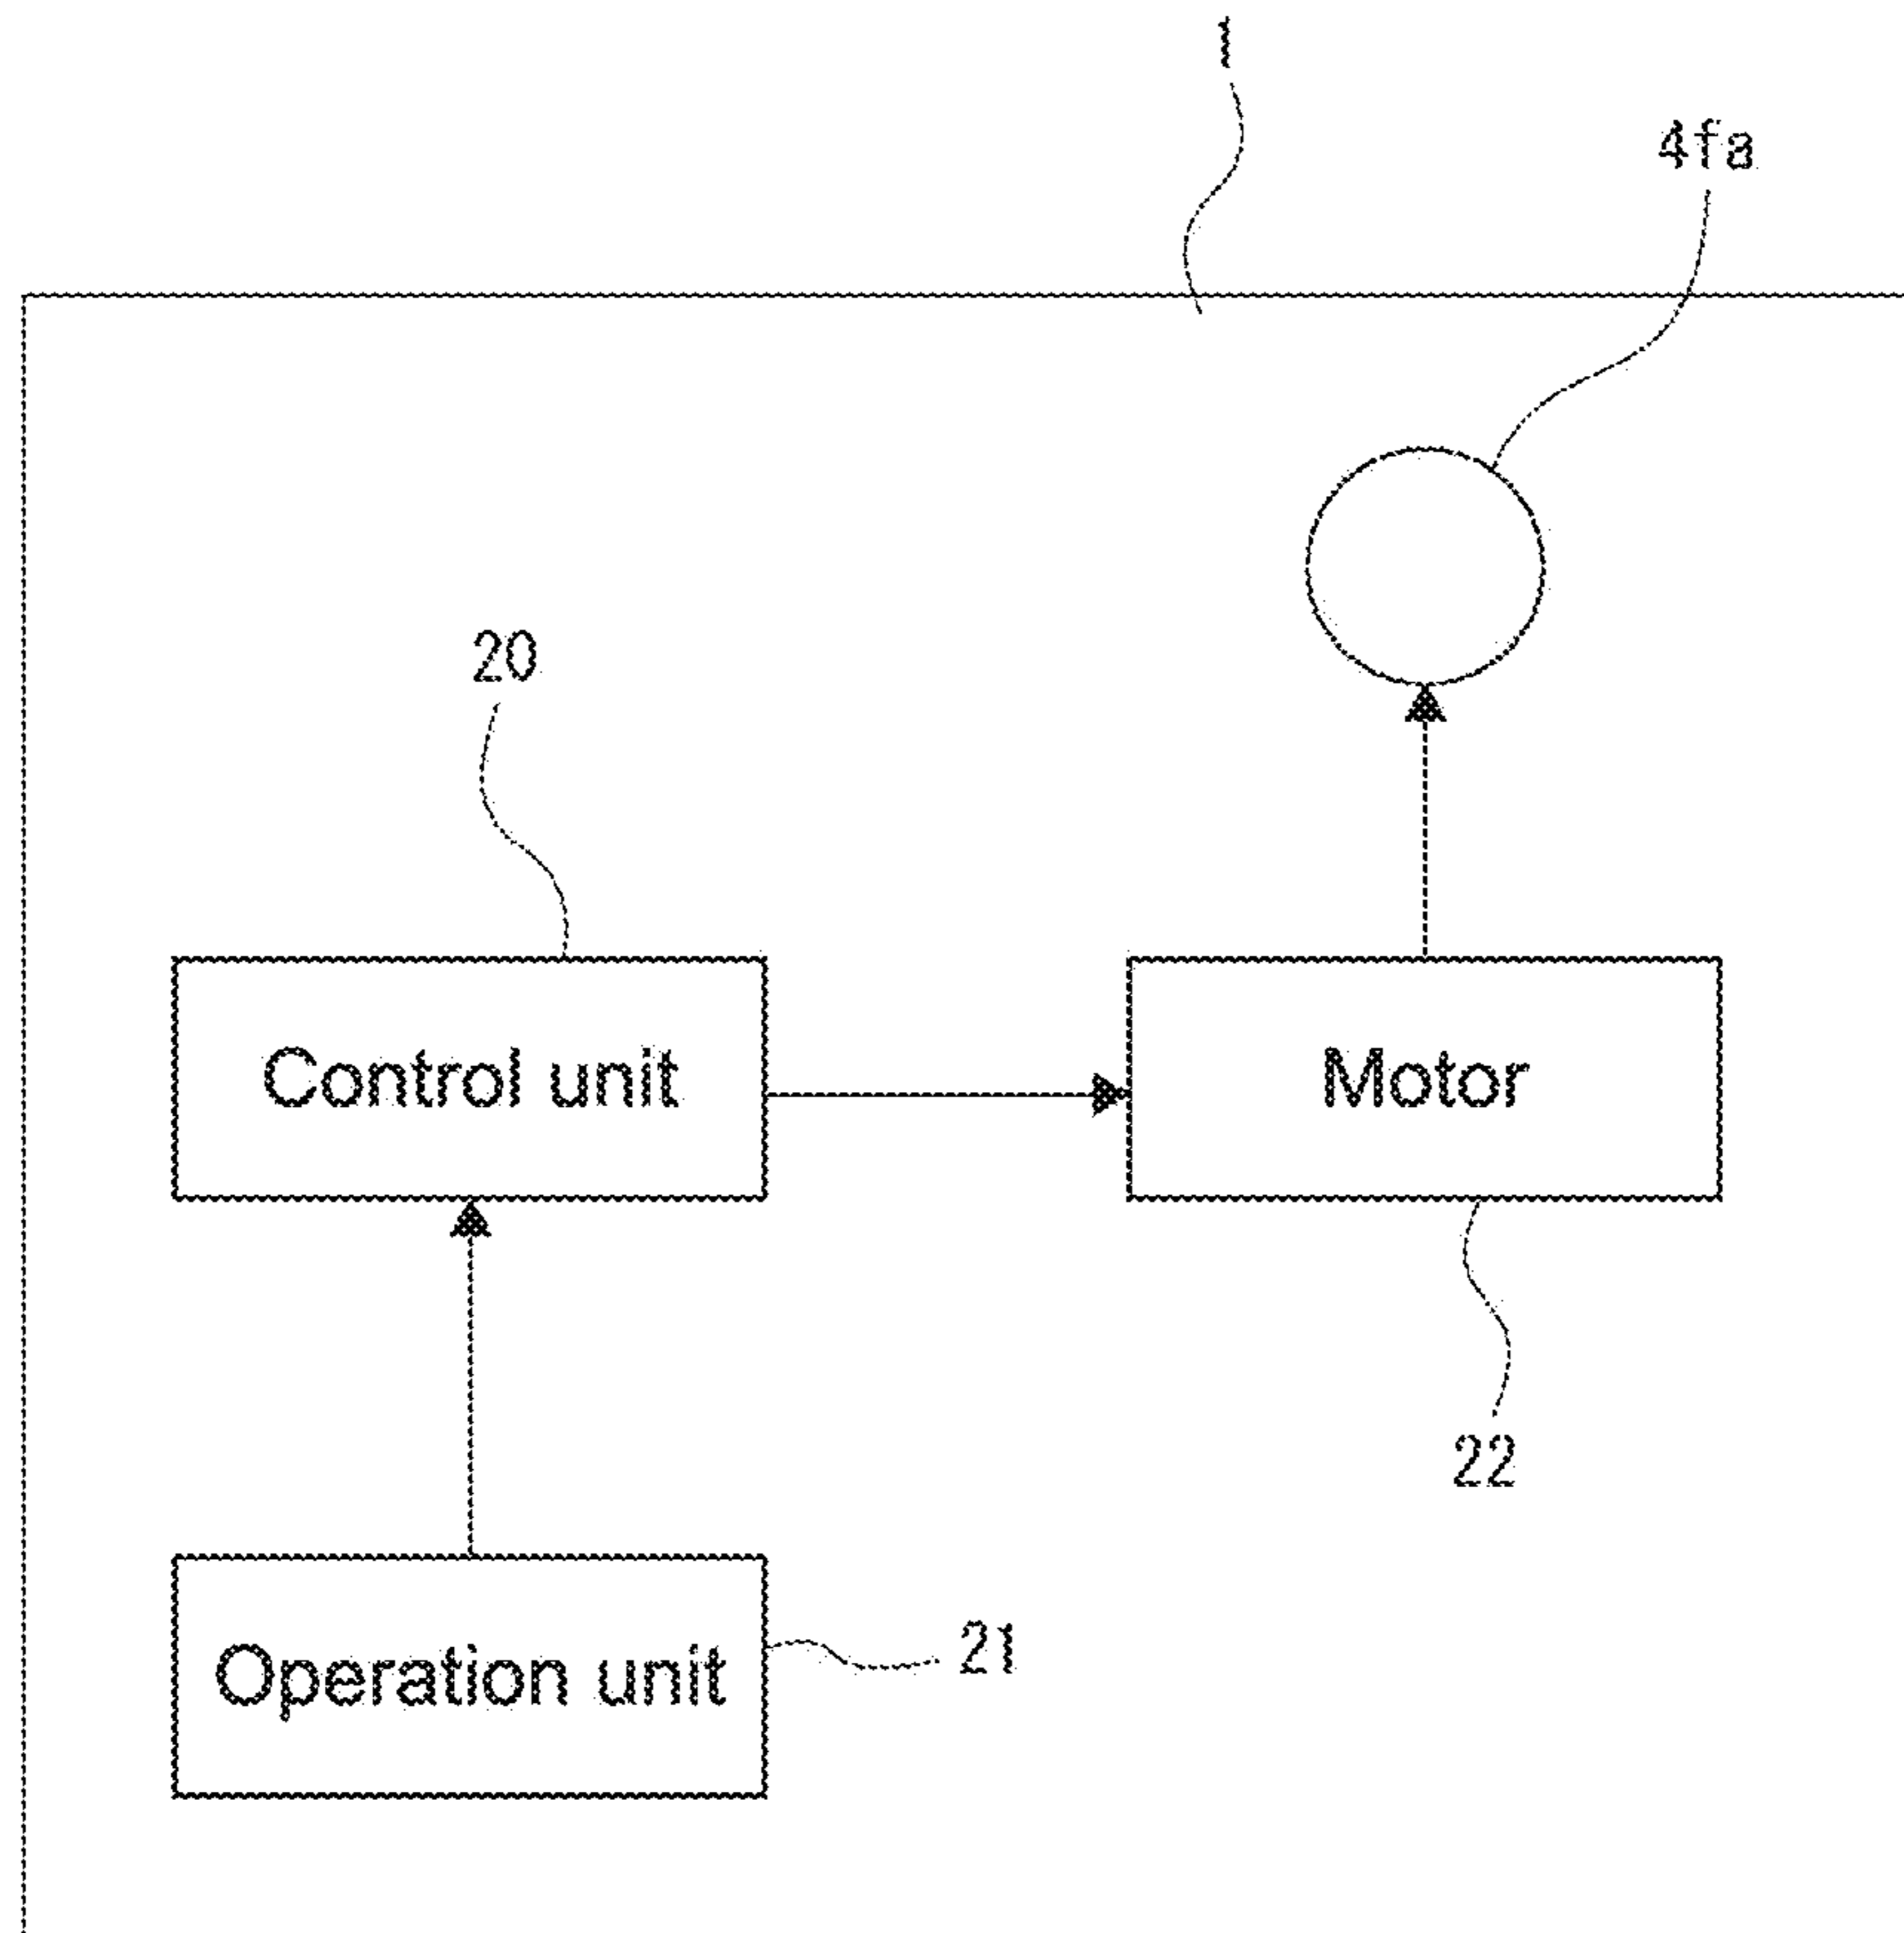 1
4fa
20
Control unit
Motor
22
Operation unit
21